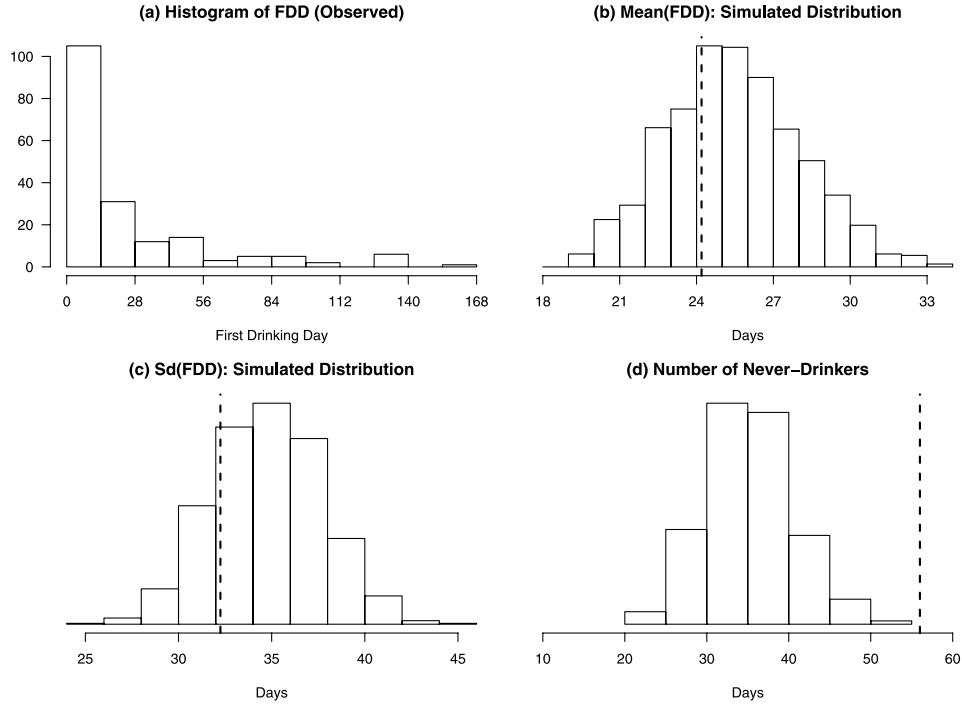 (a) Histogram of FDD (Observed)
100
80
60
40
20
0
0 28 56 84 112 140 168
First Drinking Day
(b) Mean(FDD): Simulated Distribution
18 21 24 27 30 33
Days
(c) Sd(FDD): Simulated Distribution
25 30 35 40 45
Days
(d) Number of Never−Drinkers
10 20 30 40 50 60
Days